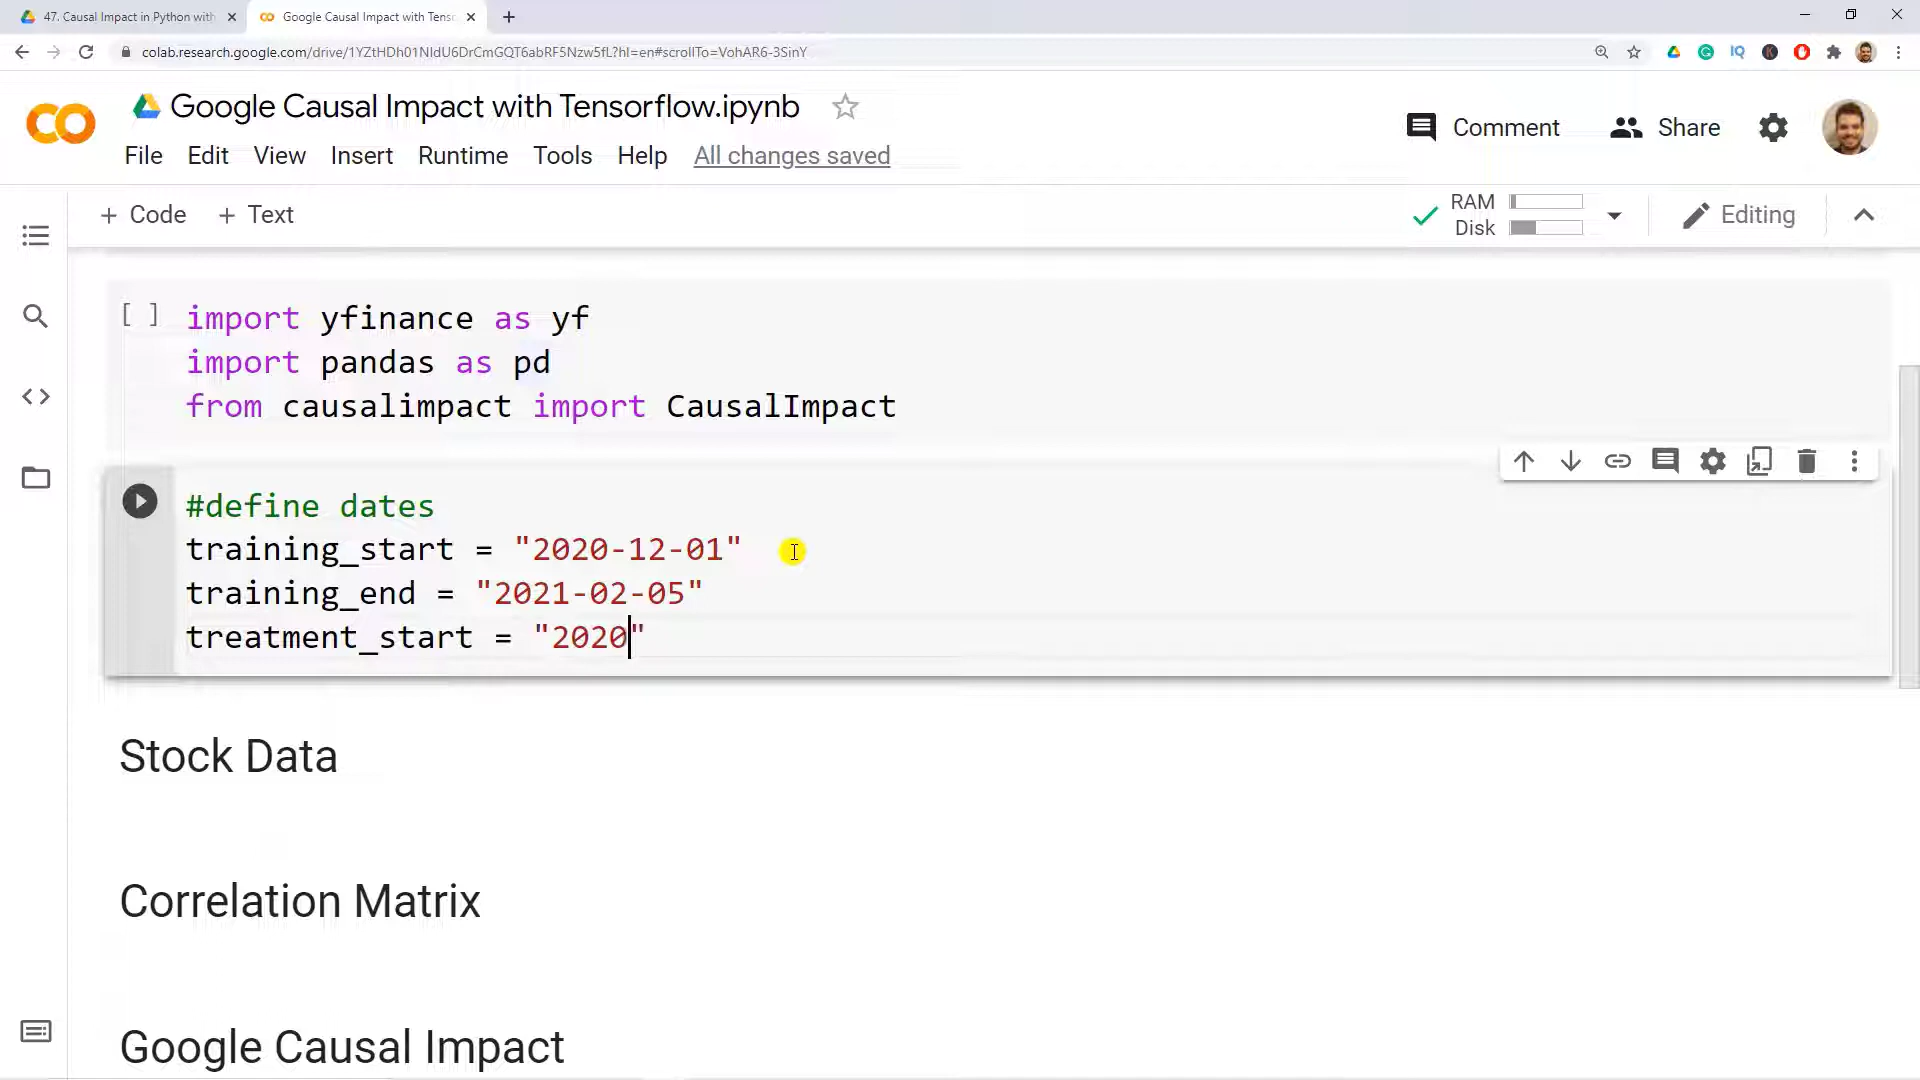 47. Causal Impact in Python with
Google Causal Impact with Tens
colab.research.google.com/drive/1YZtHDh01NIdU6DrCmGQT6abRF5Nzw5fL?hl=en#scrollTo=VohAR6-3SinY
Google Causal Impact with Tensorflow.ipynb
Comment
Share
File Edit View Insert Runtime Tools Help All changes saved
+ Code + Text
RAM
Disk
Editing
[ ] import yfinance as yf
import pandas as pd
from causalimpact import CausalImpact
#define dates
training_start = "2020-12-01"
training_end = "2021-02-05"
treatment_start = "2020"
Stock Data
Correlation Matrix
Google Causal Impact